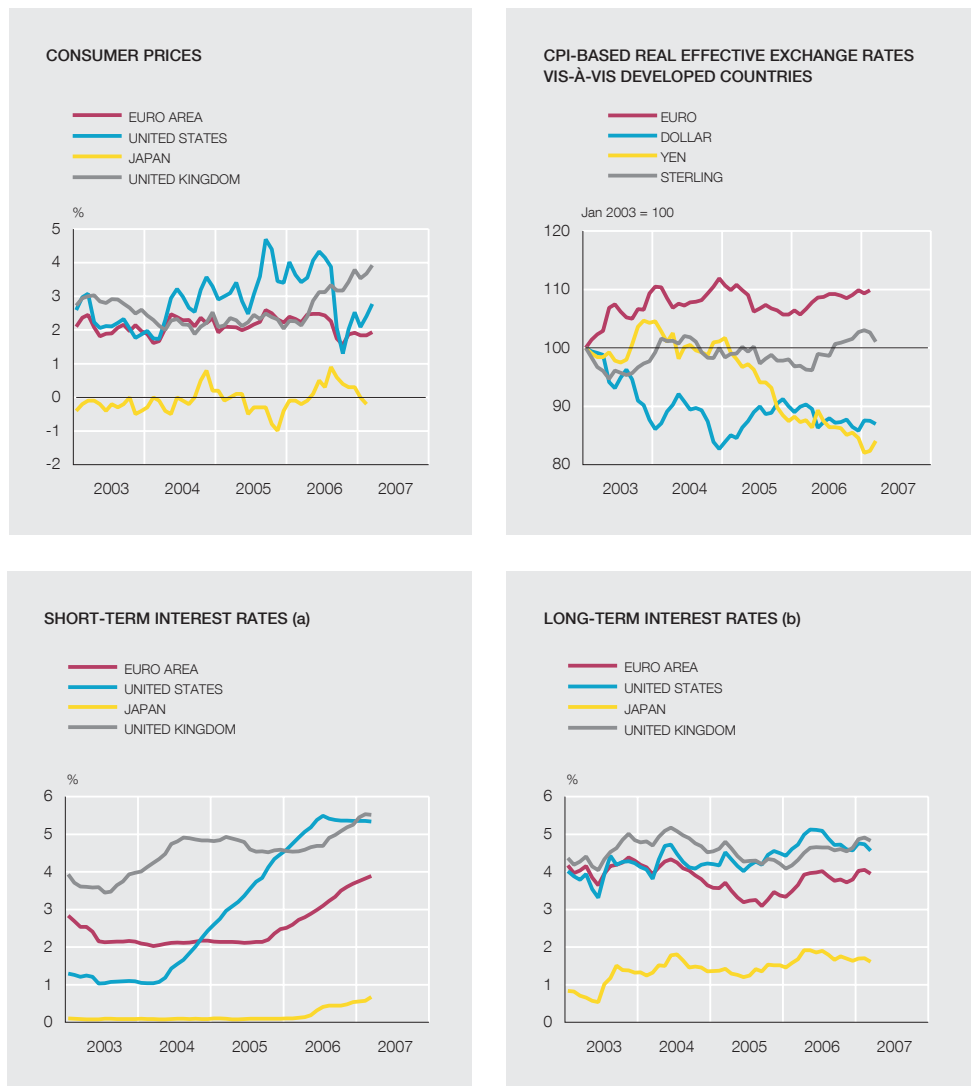 CONSUMER PRICES
EURO AREA
UNITED STATES
JAPAN
UNITED KINGDOM
%
5
4
3
2
1
0
-1
-2
2003 2004 2005 2006 2007
CPI-BASED REAL EFFECTIVE EXCHANGE RATES
VIS-À-VIS DEVELOPED COUNTRIES
EURO
DOLLAR
YEN
STERLING
Jan 2003 = 100
120
110
100
90
80
2003 2004 2005 2006 2007
SHORT-TERM INTEREST RATES (a)
EURO AREA
UNITED STATES
JAPAN
UNITED KINGDOM
%
6
5
4
3
2
1
0
2003 2004 2005 2006 2007
LONG-TERM INTEREST RATES (b)
EURO AREA
UNITED STATES
JAPAN
UNITED KINGDOM
%
6
5
4
3
2
1
0
2003 2004 2005 2006 2007